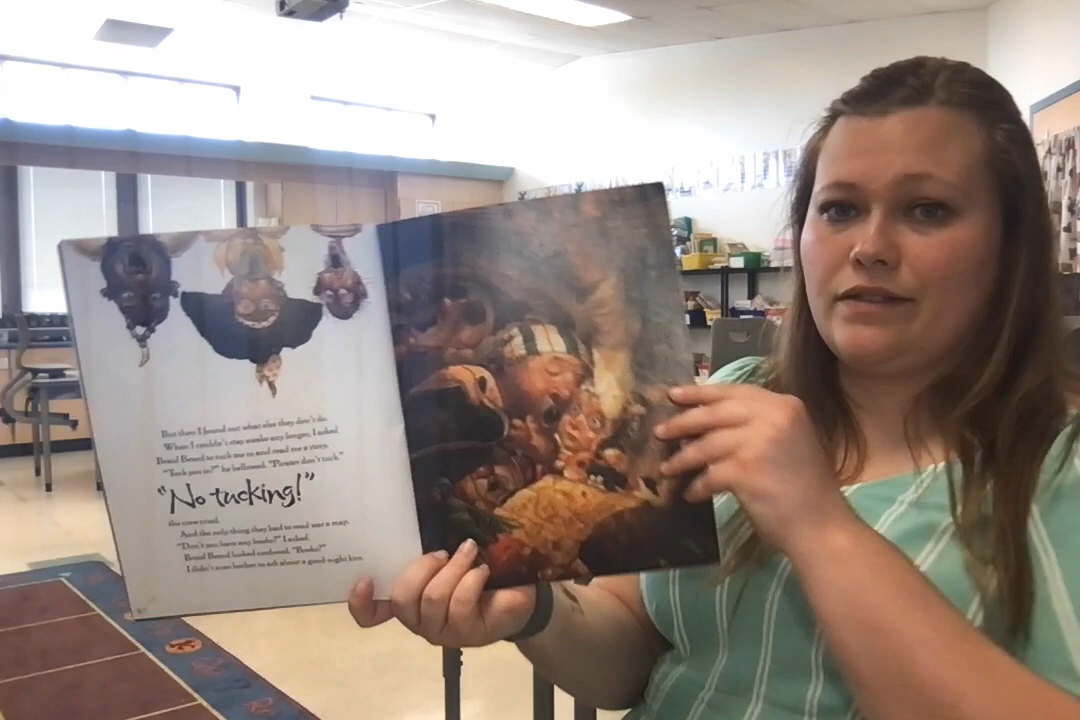 But then I found out what else they don't do.
When I couldn't stay awake any longer, I asked
Braid Beard to tuck me in and read me a story.
"Tuck you in?" he bellowed. "Pirates don't tuck."
"No tucking!"
the crew cried.
And the only thing they had to read was a map.
"Don't you have any books?" I asked.
Braid Beard looked confused. "Books?"
I didn't even bother to ask about a good-night kiss.